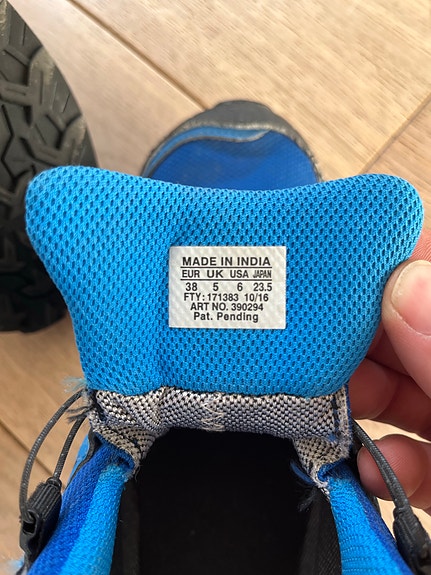 MADE IN INDIA
EUR UK USA JAPAN
38 5 6 23.5
FTY: 171383 10/16
ART NO. 390294
Pat. Pending